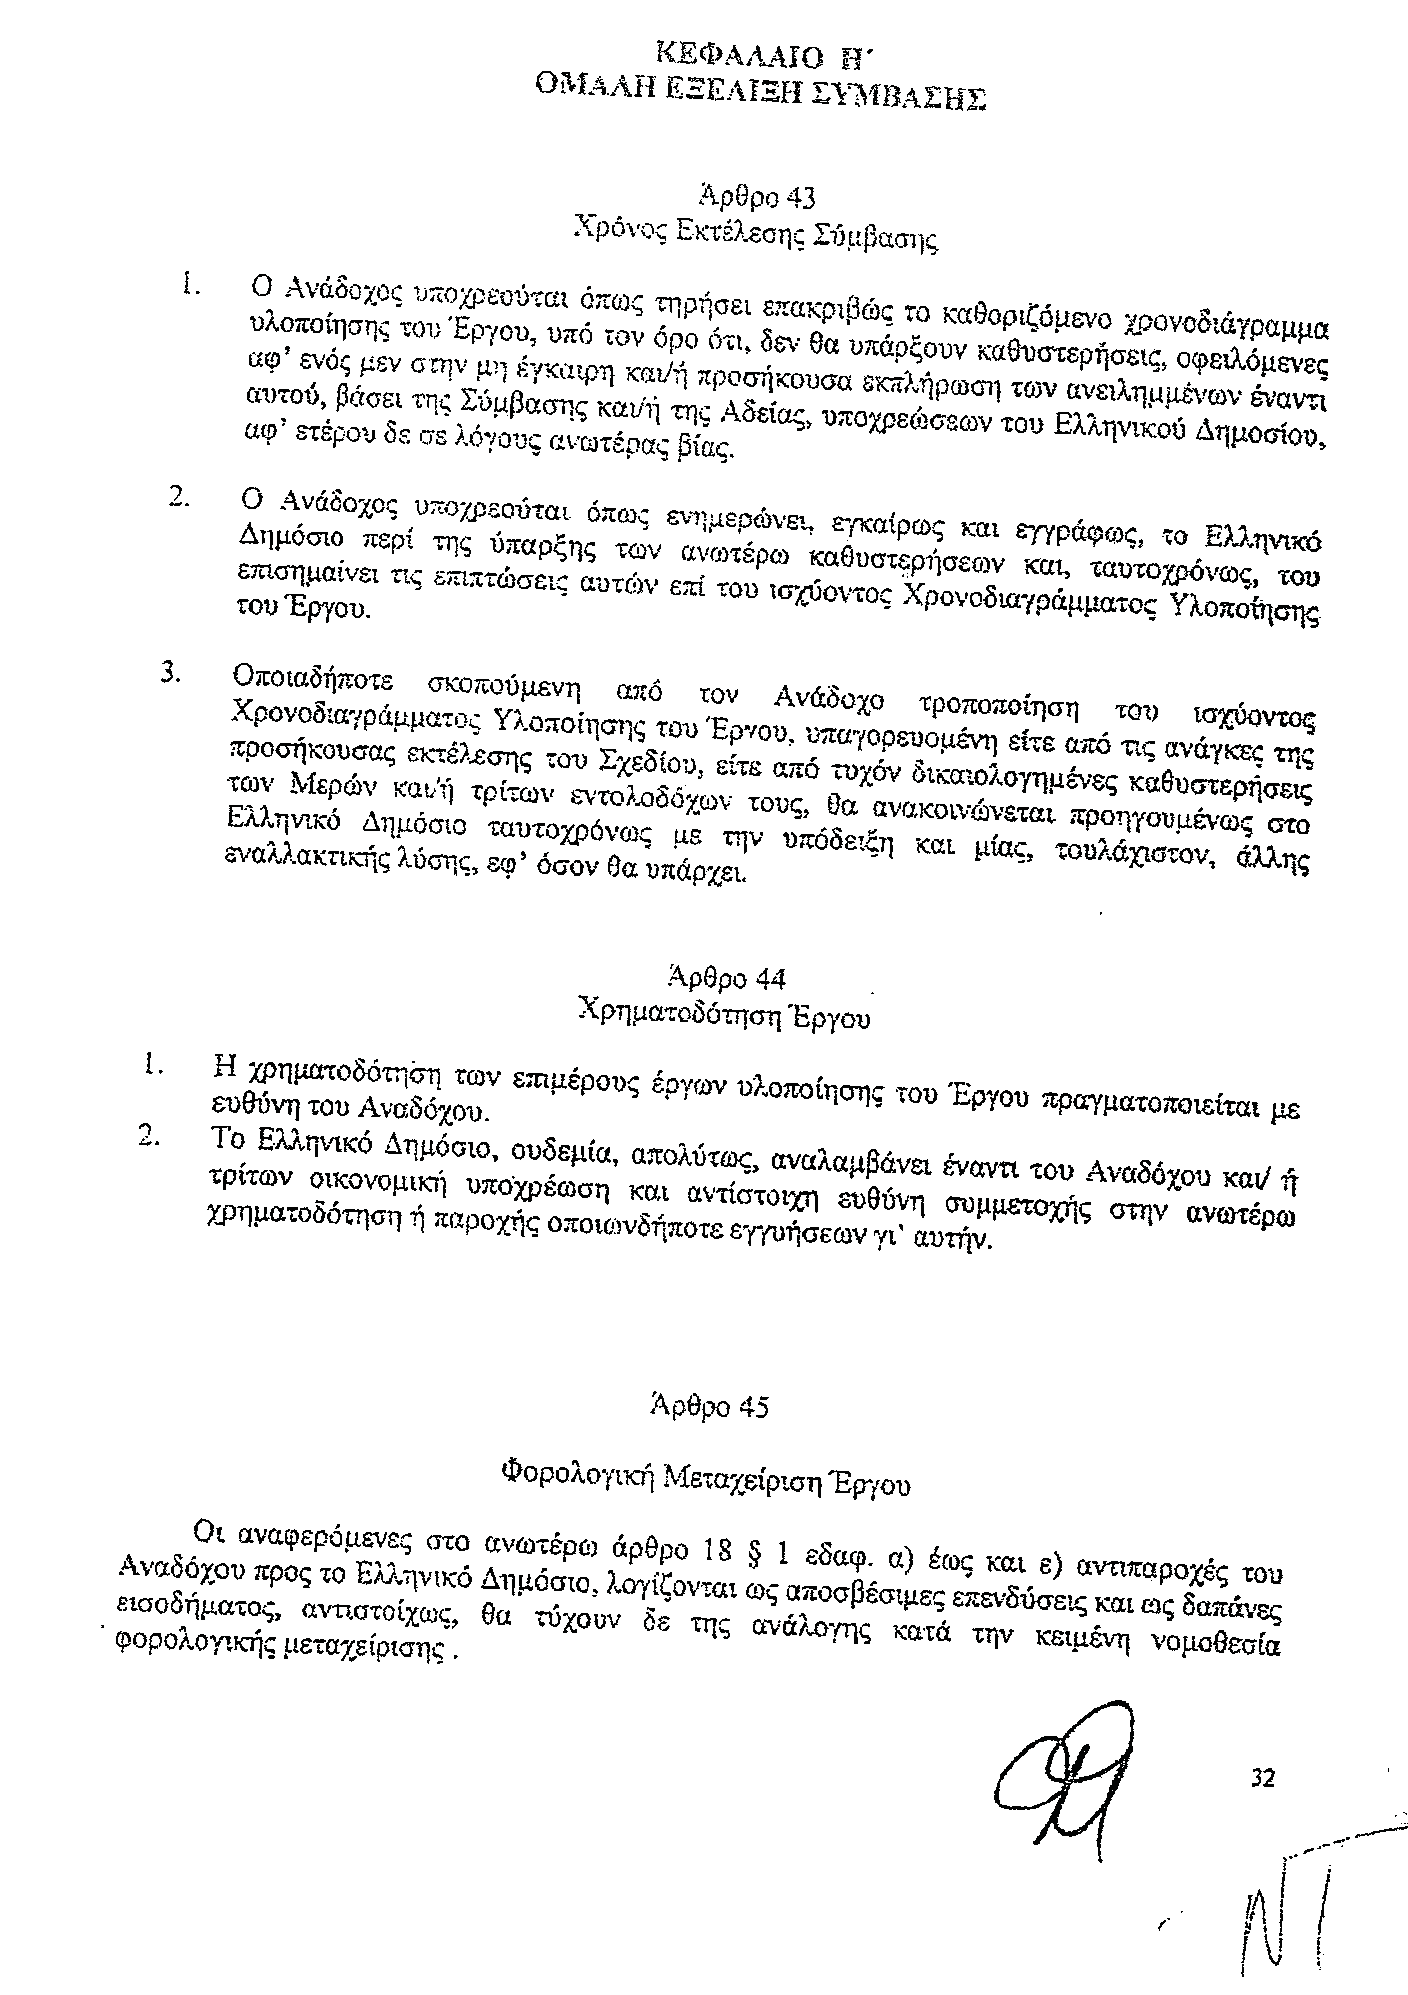 ΚΕΦΑΛΑΙΟ Η΄
ΟΜΑΛΗ ΕΞΕΛΙΞΗ ΣΥΜΒΑΣΗΣ
Άρθρο 43
Χρόνος Εκτέλεσης Σύμβασης
1. Ο Ανάδοχος υποχρεούται όπως τηρήσει επακριβώς το καθοριζόμενο χρονοδιάγραμμα
υλοποίησης του Έργου, υπό τον όρο ότι, δεν θα υπάρξουν καθυστερήσεις, οφειλόμενες
αφ’ ενός μεν στην μη έγκαιρη και/ή προσήκουσα εκπλήρωση των ανειλημμένων έναντι
αυτού, βάσει της Σύμβασης και/ή της Αδείας, υποχρεώσεων του Ελληνικού Δημοσίου,
αφ’ ετέρου δε σε λόγους ανωτέρας βίας.
2. Ο Ανάδοχος υποχρεούται όπως ενημερώνει, εγκαίρως και εγγράφως, το Ελληνικό
Δημόσιο περί της ύπαρξης των ανωτέρω καθυστερήσεων και, ταυτοχρόνως, του
επισημαίνει τις επιπτώσεις αυτών επί του ισχύοντος Χρονοδιαγράμματος Υλοποίησης
του Έργου.
3. Οποιαδήποτε σκοπούμενη από τον Ανάδοχο τροποποίηση του ισχύοντος
Χρονοδιαγράμματος Υλοποίησης του Έργου, υπαγορευομένη είτε από τις ανάγκες της
προσήκουσας εκτέλεσης του Σχεδίου, είτε από τυχόν δικαιολογημένες καθυστερήσεις
των Μερών και/ή τρίτων εντολοδόχων τους, θα ανακοινώνεται προηγουμένως στο
Ελληνικό Δημόσιο ταυτοχρόνως με την υπόδειξη και μίας, τουλάχιστον, άλλης
εναλλακτικής λύσης, εφ’ όσον θα υπάρχει.
Άρθρο 44
Χρηματοδότηση Έργου
1. Η χρηματοδότηση των επιμέρους έργων υλοποίησης του Έργου πραγματοποιείται με
ευθύνη του Αναδόχου.
2. Το Ελληνικό Δημόσιο, ουδεμία, απολύτως, αναλαμβάνει έναντι του Αναδόχου και/ ή
τρίτων οικονομική υποχρέωση και αντίστοιχη ευθύνη συμμετοχής στην ανωτέρω
χρηματοδότηση ή παροχής οποιωνδήποτε εγγυήσεων γι’ αυτήν.
Άρθρο 45
Φορολογική Μεταχείριση Έργου
Οι αναφερόμενες στο ανωτέρω άρθρο 18 § 1 εδαφ. α) έως και ε) αντιπαροχές του
Αναδόχου προς το Ελληνικό Δημόσιο, λογίζονται ως αποσβέσιμες επενδύσεις και ως δαπάνες
εισοδήματος, αντιστοίχως, θα τύχουν δε της ανάλογης κατά την κειμένη νομοθεσία
φορολογικής μεταχείρισης .
32